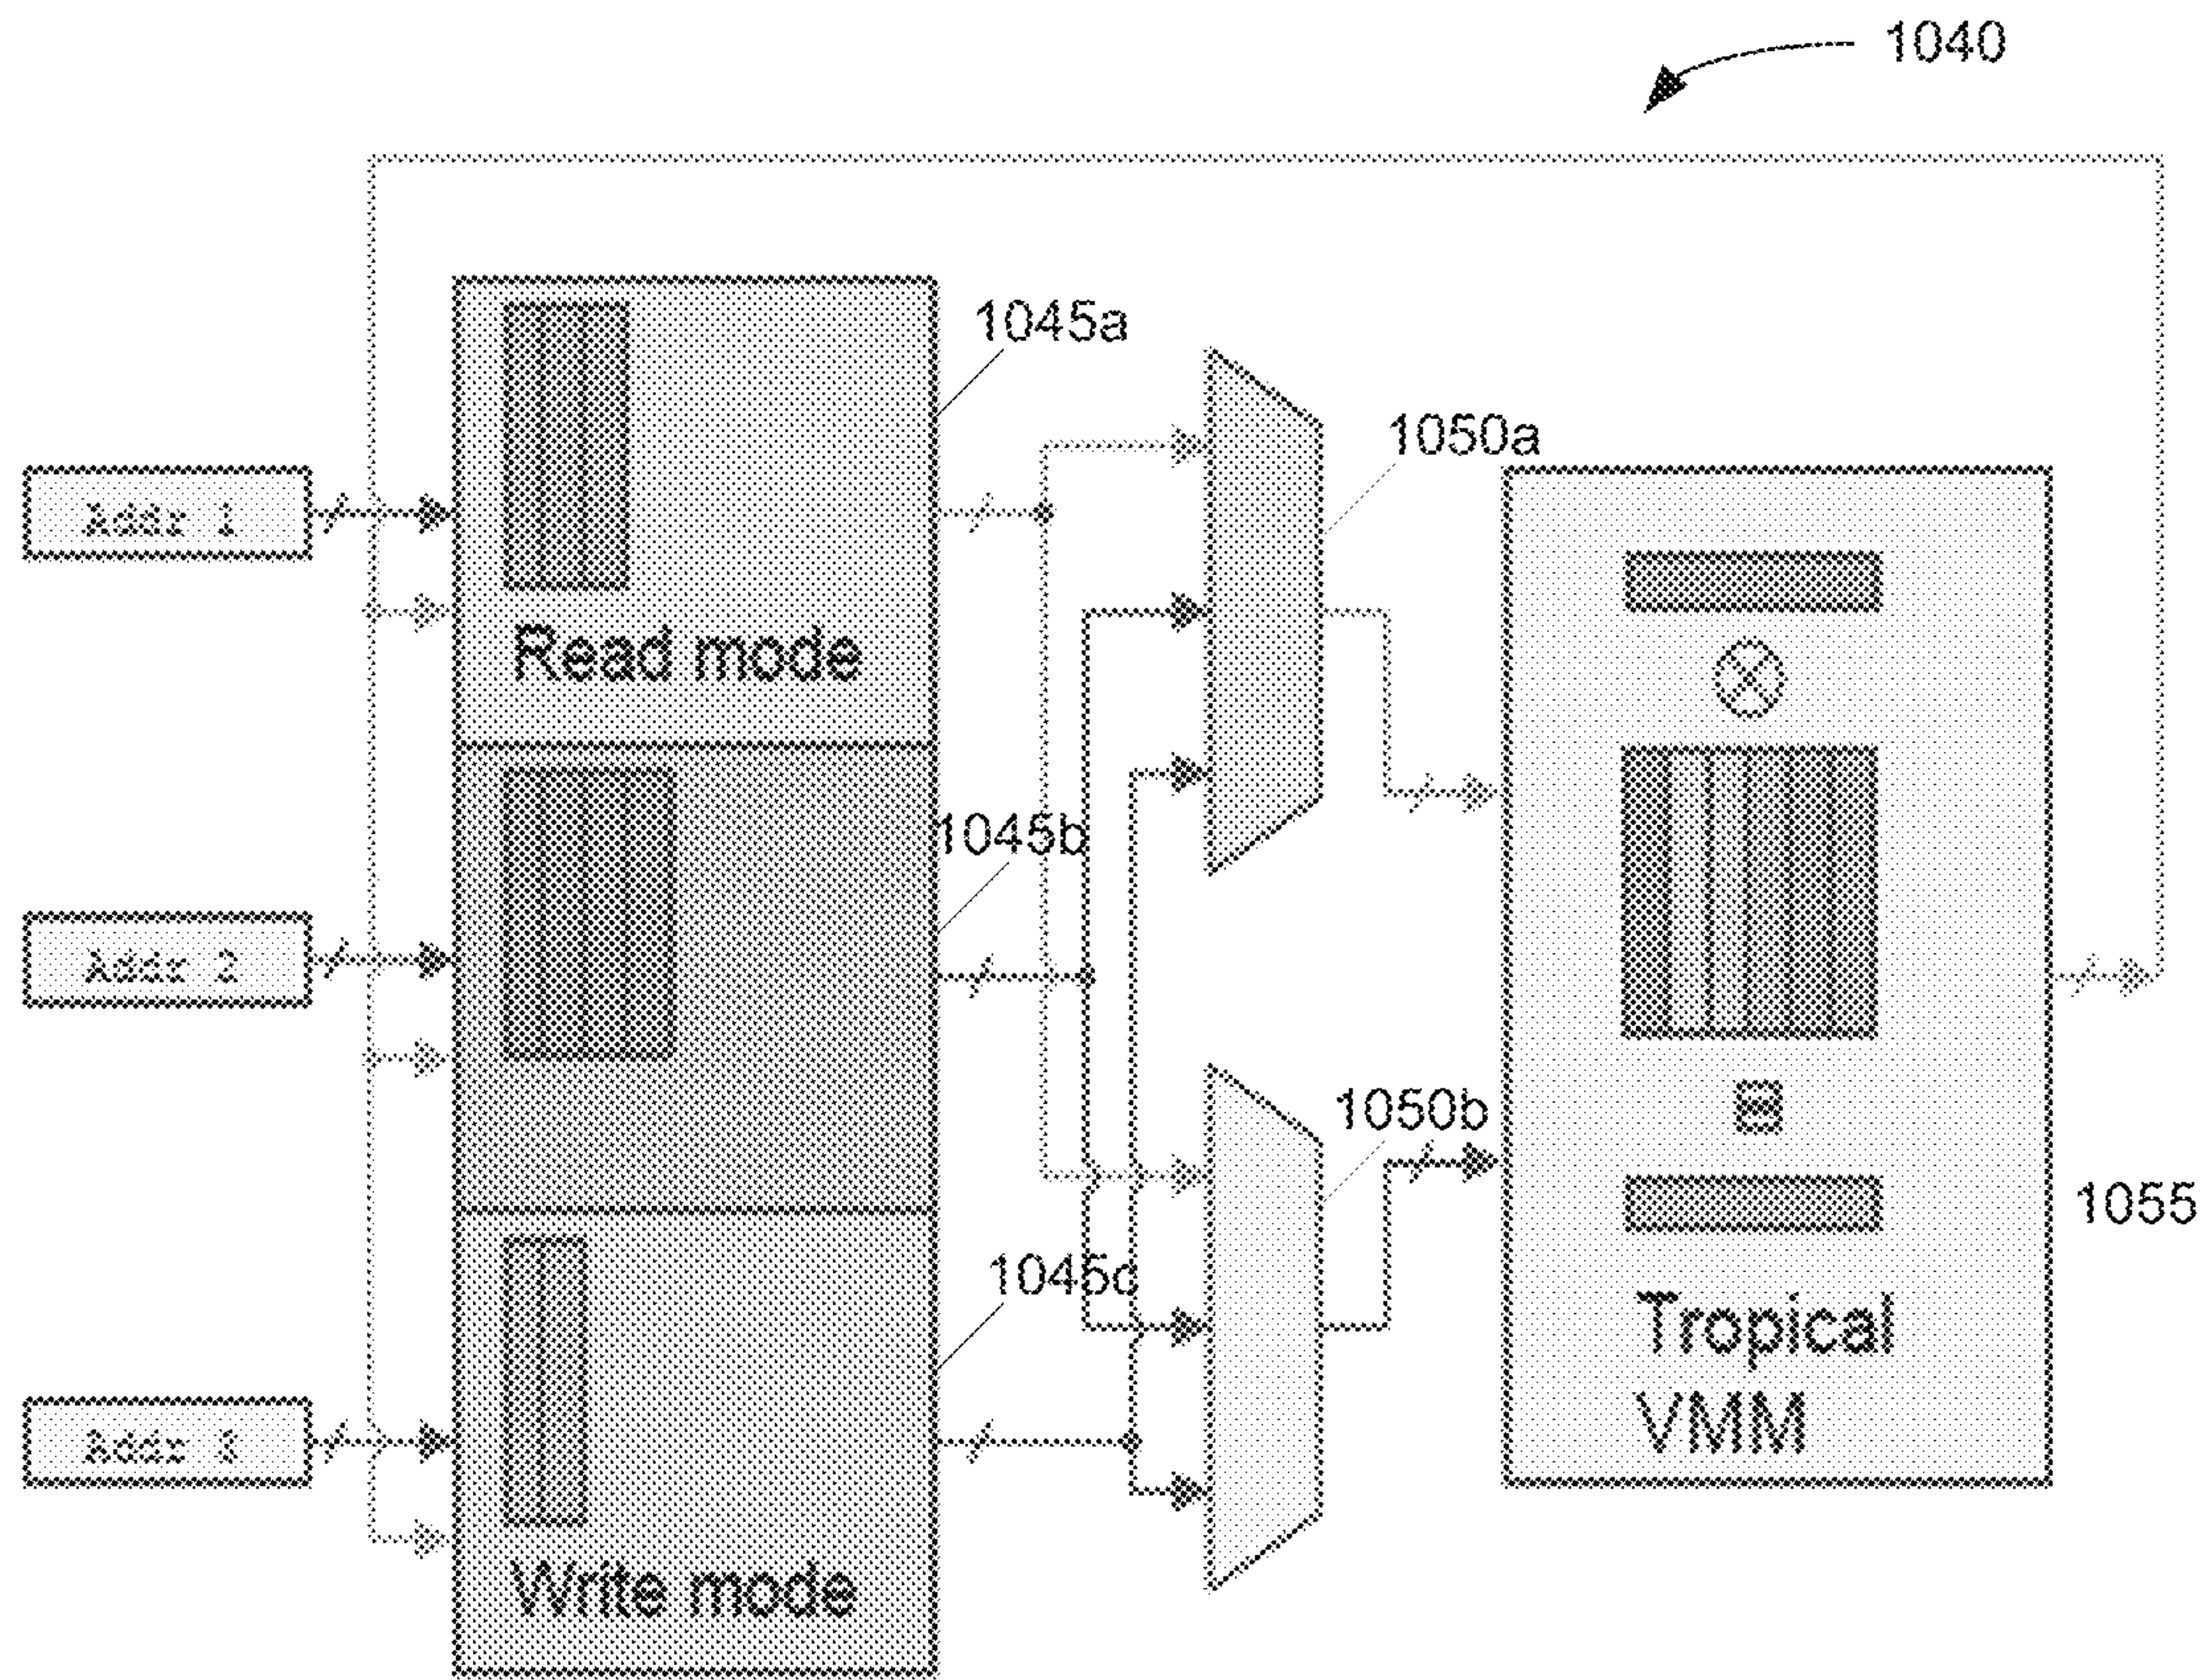 1040
1045a
1050a
Addr 1
Read mode
1045b
Addr 2
1050b
1055
1045c
Tropical
VMM
Addr 3
Write mode